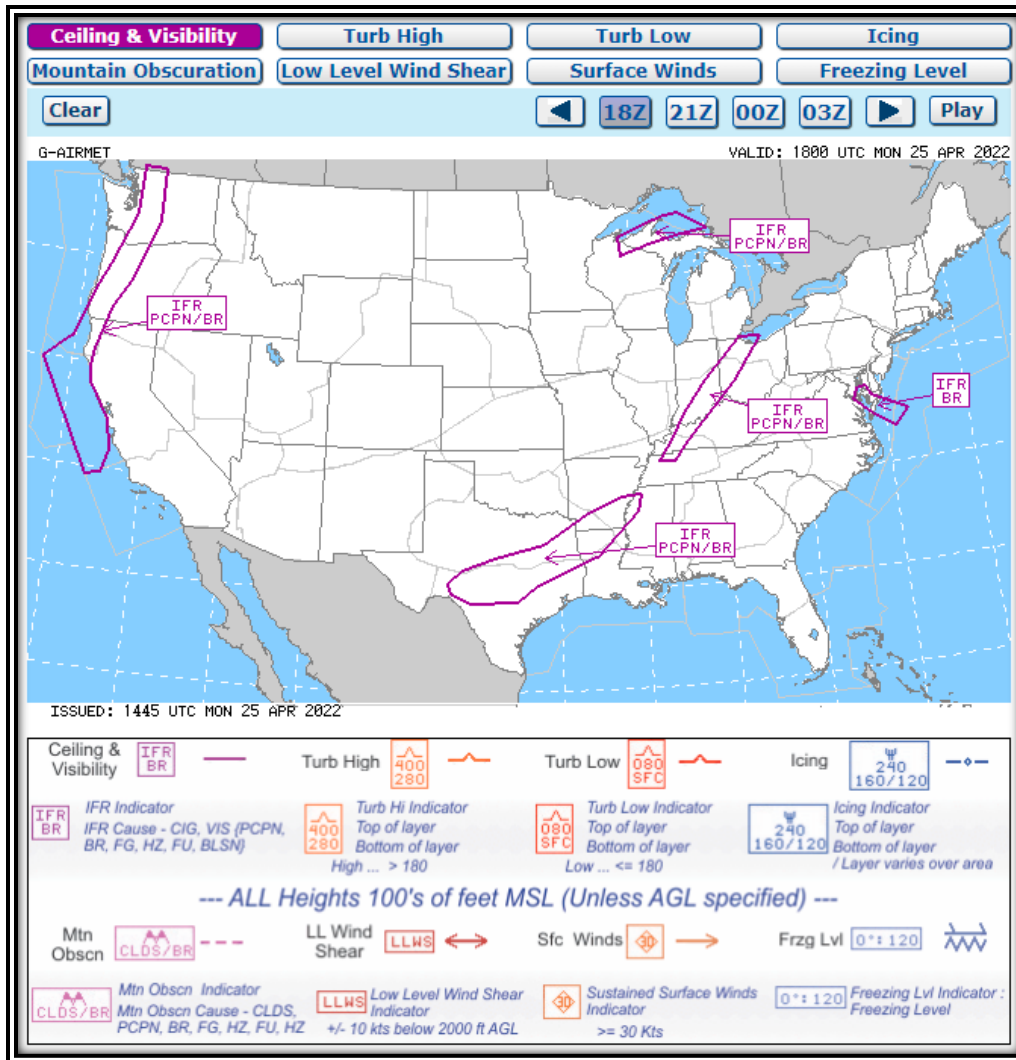 Ceiling & Visibility Turb High Turb Low Icing
Mountain Obscuration Low Level Wind Shear Surface Winds Freezing Level
Clear 18Z 21Z 00Z 03Z Play
G-AIRMET VALID: 1800 UTC MON 25 APR 2022
IFR
PCPN/BR
IFR
PCPN/BR
IFR
BR
IFR
PCPN/BR
IFR
PCPN/BR
ISSUED: 1445 UTC MON 25 APR 2022
Ceiling &
Visibility
IFR
BR
Turb High
400
280
Turb Low
080
SFC
Icing
240
160/120
IFR
BR
IFR Indicator
IFR Cause - CIG, VIS {PCPN,
BR, FG, HZ, FU, BLSN}
400
280
Turb Hi Indicator
Top of layer
Bottom of layer
High ... > 180
080
SFC
Turb Low Indicator
Top of layer
Bottom of layer
Low ... <= 180
240
160/120
Icing Indicator
Top of layer
Bottom of layer
/ Layer varies over area
--- ALL Heights 100's of feet MSL (Unless AGL specified) ---
Mtn
Obscn
CLDS/BR
LL Wind
Shear
LLWS
Sfc Winds
30
Frzg Lvl
0°: 120
CLDS/BR
Mtn Obscn Indicator
Mtn Obscn Cause - CLDS,
PCPN, BR, FG, HZ, FU, HZ
LLWS
Low Level Wind Shear
Indicator
+/- 10 kts below 2000 ft AGL
30
Sustained Surface Winds
Indicator
>= 30 Kts
0°: 120
Freezing Lvl Indicator :
Freezing Level